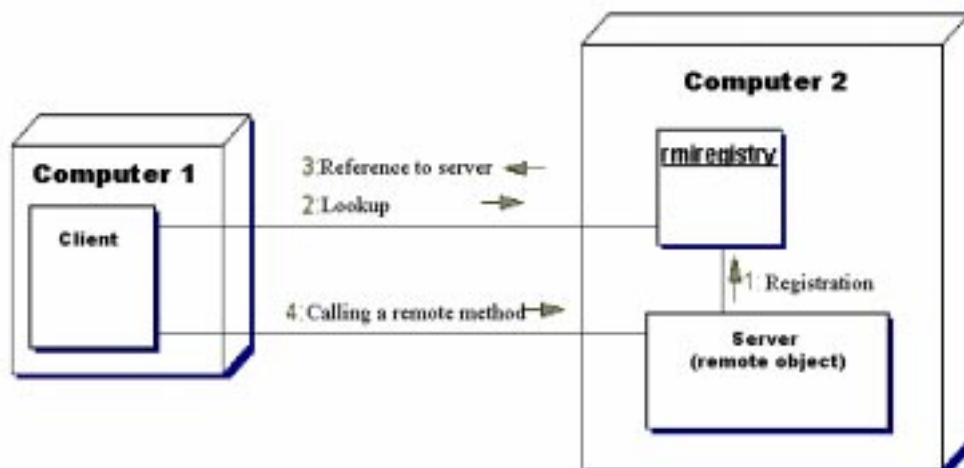 Computer 2
Computer 1
rmiregistry
3:Reference to server
2:Lookup
Client
1: Registration
4:Calling a remote method
Server
(remote object)